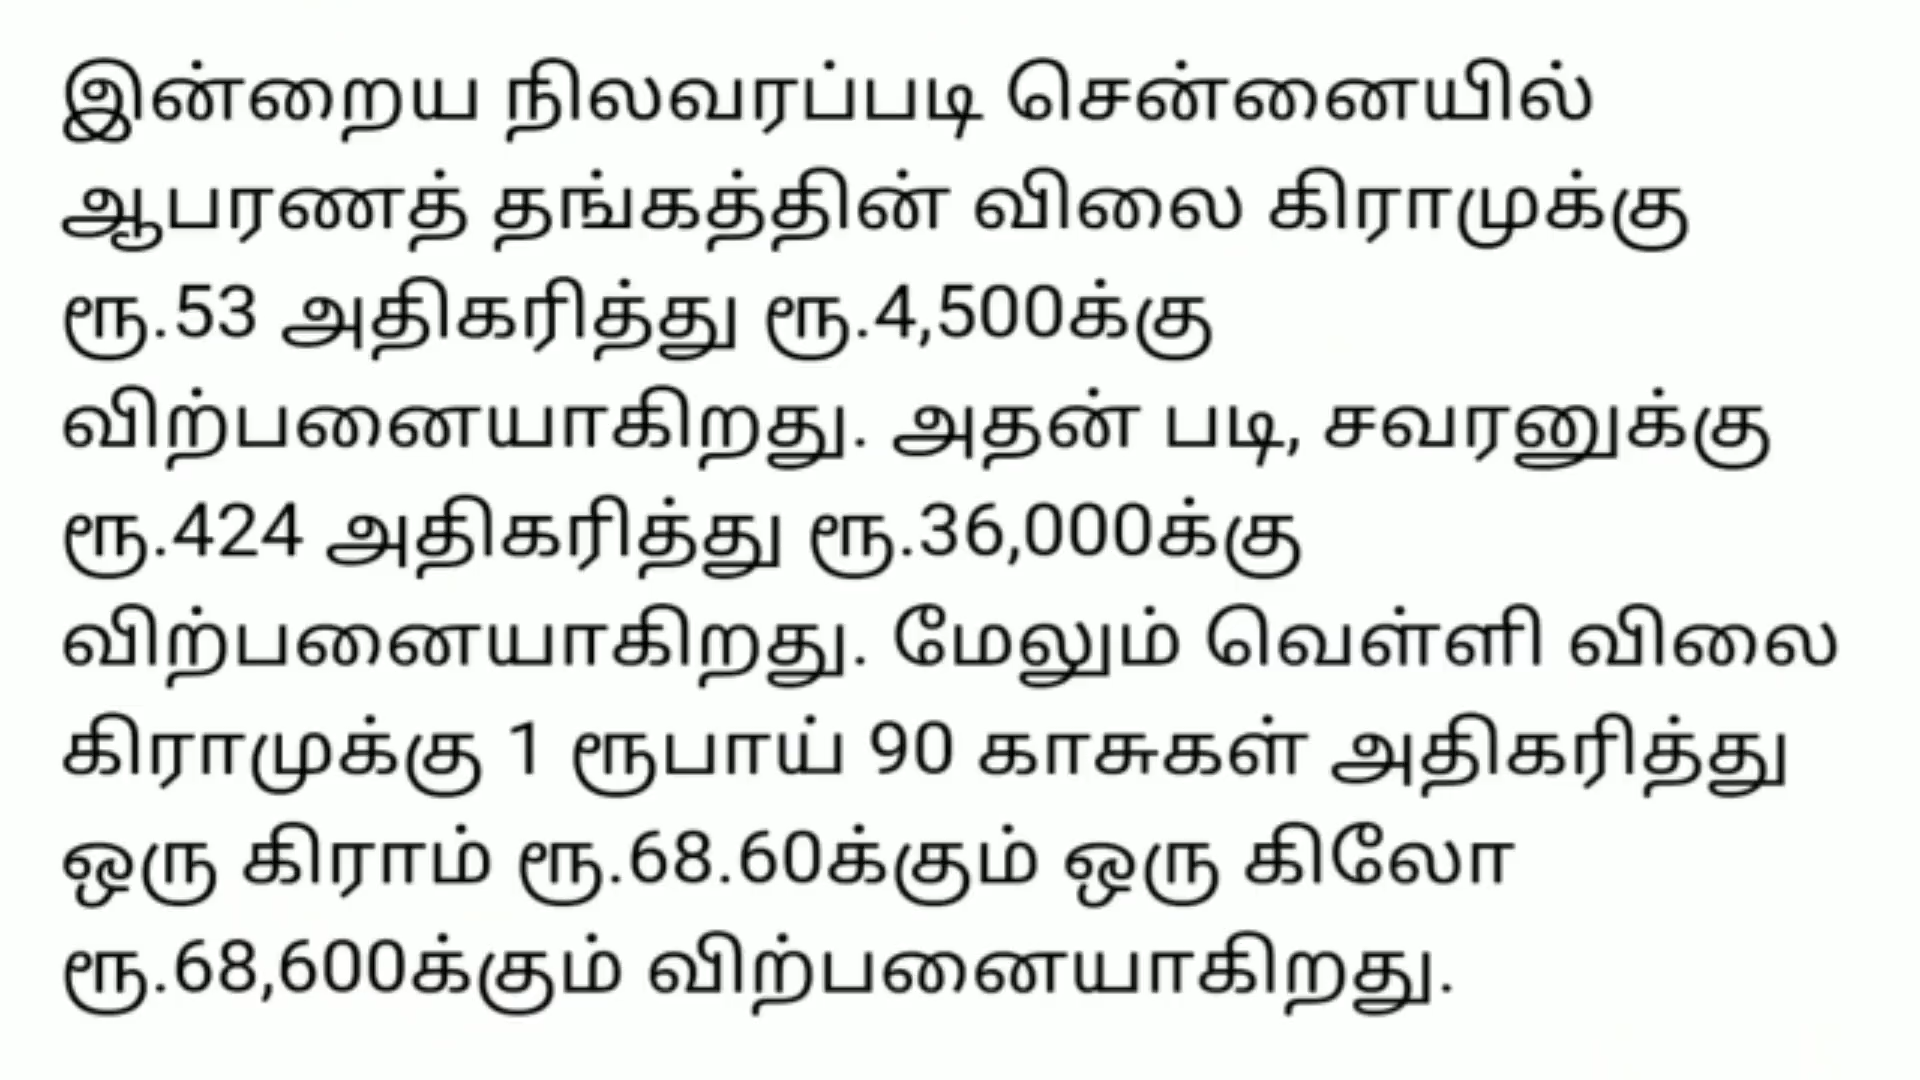 இன்றைய நிலவரப்படி சென்னையில்
ஆபரணத் தங்கத்தின் விலை கிராமுக்கு
ரூ.53 அதிகரித்து ரூ.4,500க்கு
விற்பனையாகிறது. அதன் படி, சவரனுக்கு
ரூ.424 அதிகரித்து ரூ.36,000க்கு
விற்பனையாகிறது. மேலும் வெள்ளி விலை
கிராமுக்கு 1 ரூபாய் 90 காசுகள் அதிகரித்து
ஒரு கிராம் ரூ.68.60க்கும் ஒரு கிலோ
ரூ.68,600க்கும் விற்பனையாகிறது.